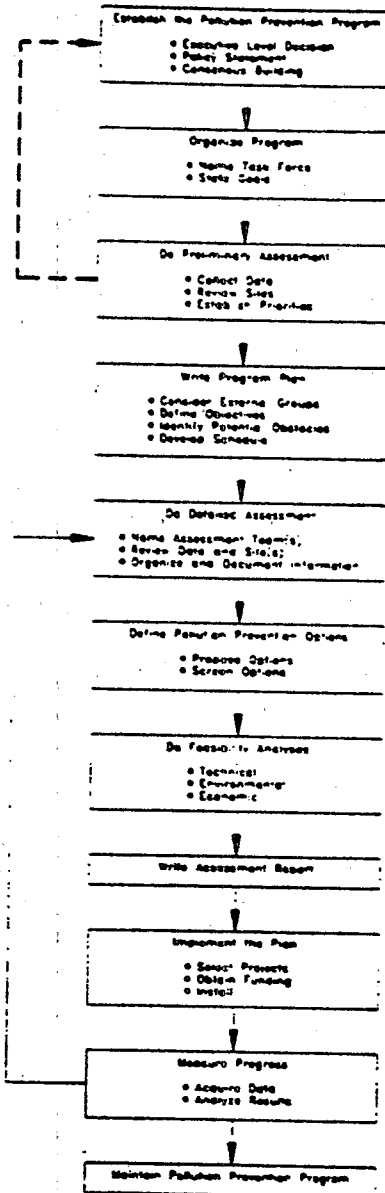 Establish the Pollution Prevention Program
• Executive Level Decision
• Policy Statement
• Consensus Building
Organize Program
• Name Task Force
• State Goals
Do Preliminary Assessment
• Collect Data
• Review Sites
• Establish Priorities
Write Program Plan
• Consider External Groups
• Define Objectives
• Identify Potential Obstacles
• Develop Schedule
Do Detailed Assessment
• Name Assessment Team(s)
• Review Data and Site(s)
• Organize and Document Information
Define Pollution Prevention Options
• Propose Options
• Screen Options
Do Feasibility Analyses
• Technical
• Environmental
• Economic
Write Assessment Report
Implement the Plan
• Select Projects
• Obtain Funding
• Install
Measure Progress
• Acquire Data
• Analyze Results
Maintain Pollution Prevention Program